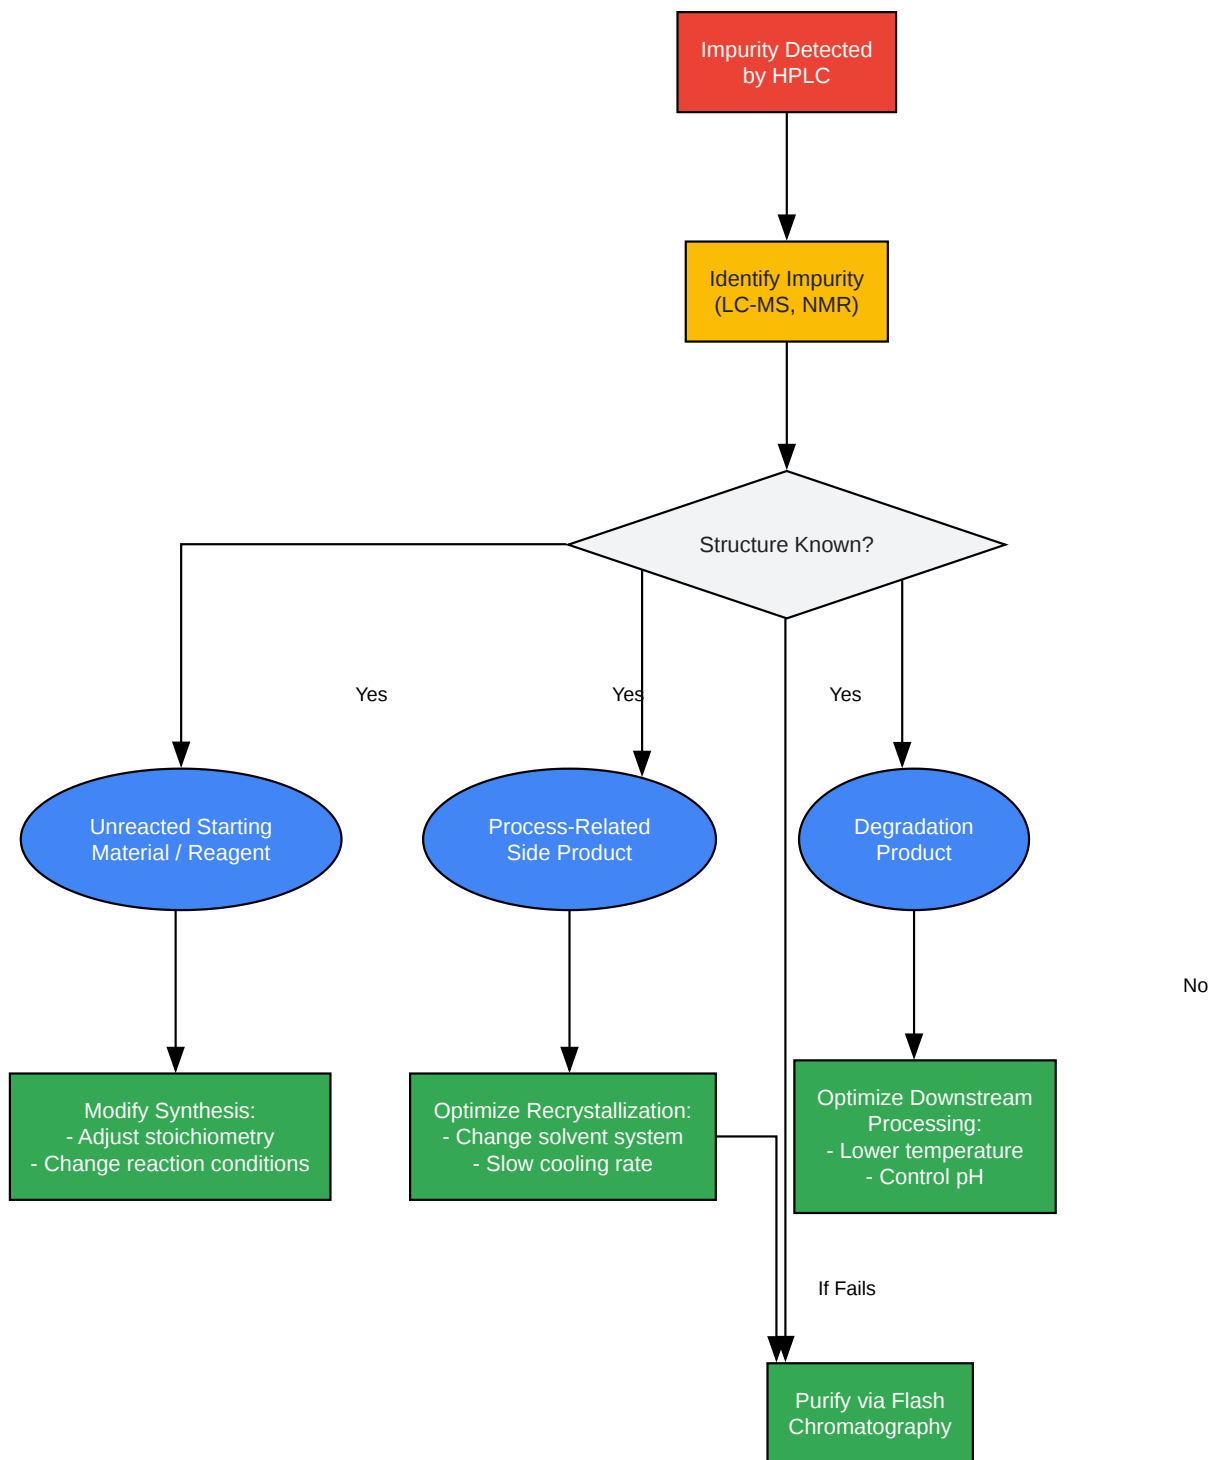 Impurity Detected
by HPLC
Identify Impurity
(LC-MS, NMR)
Structure Known?
Yes
Yes
Yes
Unreacted Starting
Material / Reagent
Process-Related
Side Product
Degradation
Product
No
Modify Synthesis:
- Adjust stoichiometry
- Change reaction conditions
Optimize Recrystallization:
- Change solvent system
- Slow cooling rate
Optimize Downstream
Processing:
- Lower temperature
- Control pH
If Fails
Purify via Flash
Chromatography